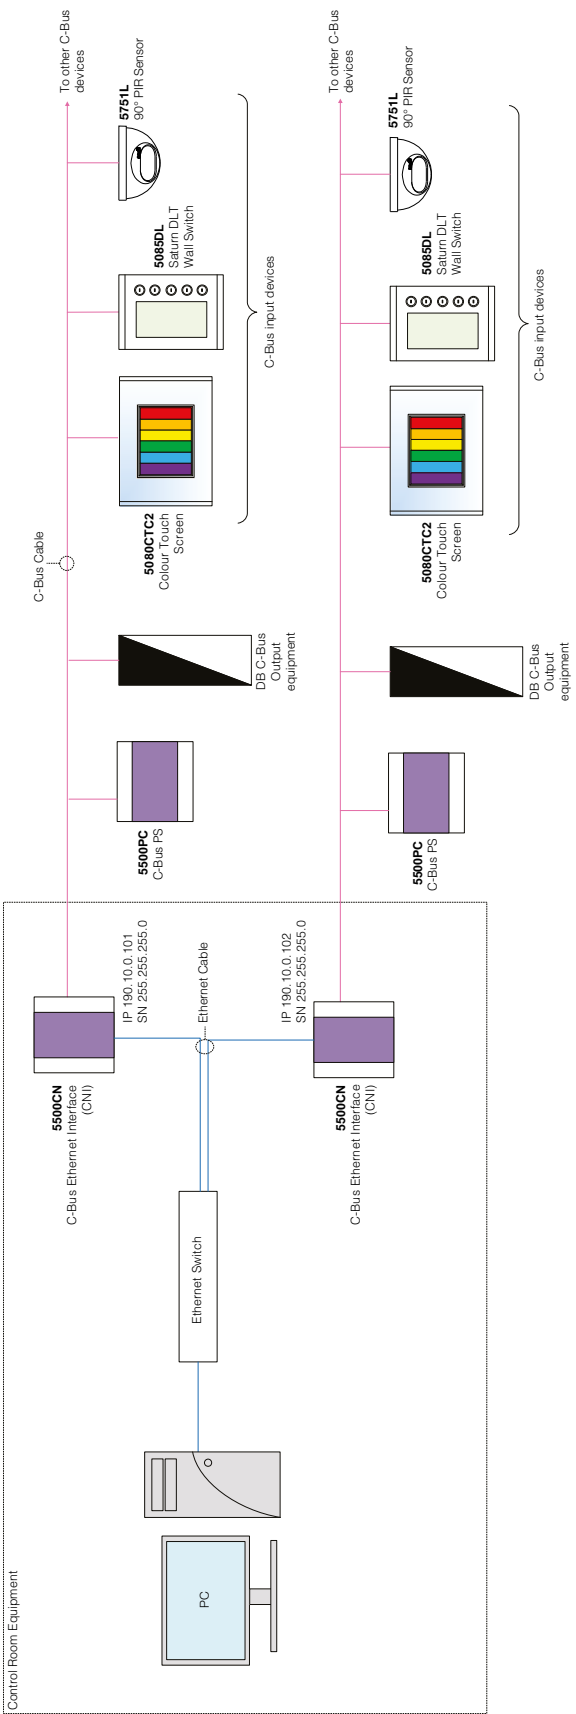 Control Room Equipment
PC
Ethernet Switch
5500CN
C-Bus Ethernet Interface
(CNI)
IP 190.10.0.101
SN 255.255.255.0
Ethernet Cable
IP 190.10.0.102
SN 255.255.255.0
5500CN
C-Bus Ethernet Interface
(CNI)
5500PC
C-Bus PS
DB C-Bus
Output
equipment
C-Bus Cable
5080CTC2
Colour Touch
Screen
5085DL
Saturn DLT
Wall Switch
5751L
90° PIR Sensor
C-Bus input devices
To other C-Bus
devices
5500PC
C-Bus PS
DB C-Bus
Output
equipment
5080CTC2
Colour Touch
Screen
5085DL
Saturn DLT
Wall Switch
5751L
90° PIR Sensor
C-Bus input devices
To other C-Bus
devices